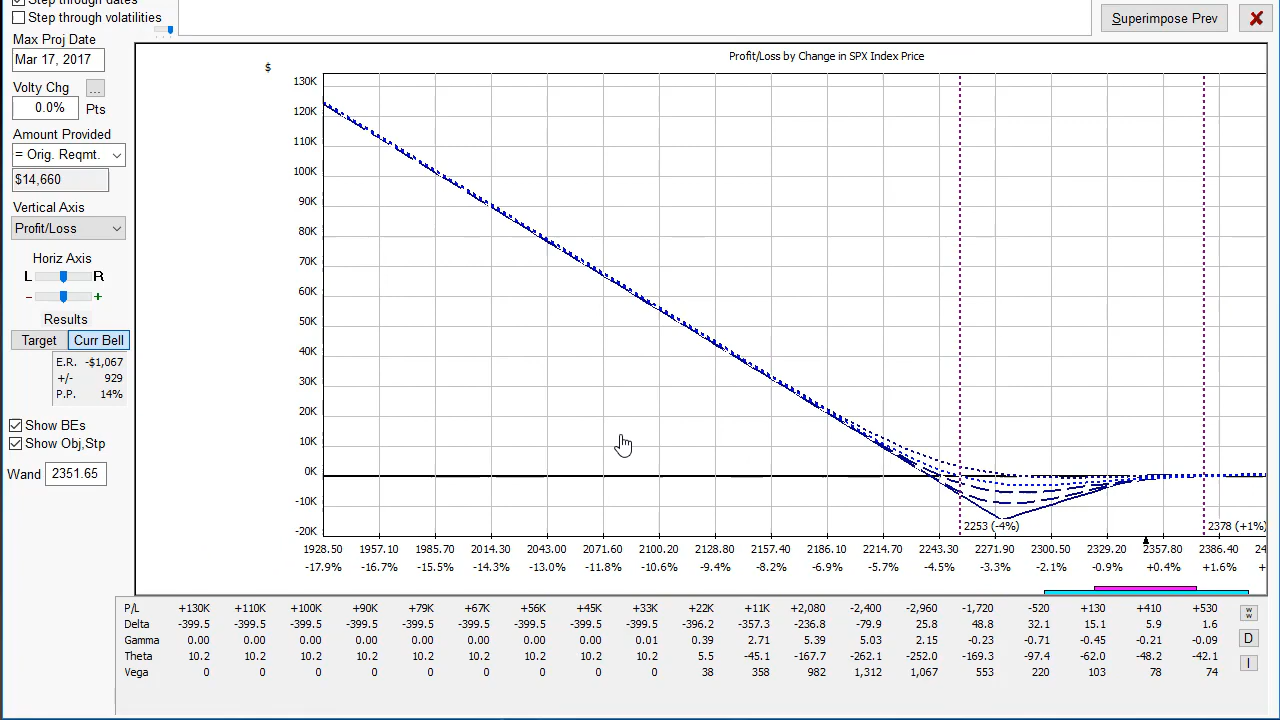 Step through dates
Step through volatilities
Max Proj Date
Mar 17, 2017
Volty Chg ...
0.0% Pts
Amount Provided
= Orig. Reqmt.
$14,660
Vertical Axis
Profit/Loss
Horiz Axis
L R
- +
Results
Target Curr Bell
E.R. -$1,067
+/ 929
P.P. 14%
Show BEs
Show Obj,Stp
Wand 2351.65
Superimpose Prev
Profit/Loss by Change in SPX Index Price
$
130K
120K
110K
100K
90K
80K
70K
60K
50K
40K
30K
20K
10K
0K
-10K
-20K
2253 (-4%) 2378 (+1%)
1928.50 1957.10 1985.70 2014.30 2043.00 2071.60 2100.20 2128.80 2157.40 2186.10 2214.70 2243.30 2271.90 2300.50 2329.20 2357.80 2386.40 24
-17.9% -16.7% -15.5% -14.3% -13.0% -11.8% -10.6% -9.4% -8.2% -6.9% -5.7% -4.5% -3.3% -2.1% -0.9% +0.4% +1.6% +
P/L +130K +110K +100K +90K +79K +67K +56K +45K +33K +22K +11K +2,080 -2,400 -2,960 -1,720 -520 +130 +410 +530
Delta -399.5 -399.5 -399.5 -399.5 -399.5 -399.5 -399.5 -399.5 -399.5 -396.2 -357.3 -236.8 -79.9 25.8 48.8 32.1 15.1 5.9 1.6
Gamma 0.00 0.00 0.00 0.00 0.00 0.00 0.00 0.00 0.01 0.39 2.71 5.39 5.03 2.15 -0.23 -0.71 -0.45 -0.21 -0.09
Theta 10.2 10.2 10.2 10.2 10.2 10.2 10.2 10.2 10.2 5.5 -45.1 -167.7 -262.1 -252.0 -169.3 -97.4 -62.0 -48.2 -42.1
Vega 0 0 0 0 0 0 0 0 0 38 358 982 1,312 1,067 553 220 103 78 74
W
W
D
I